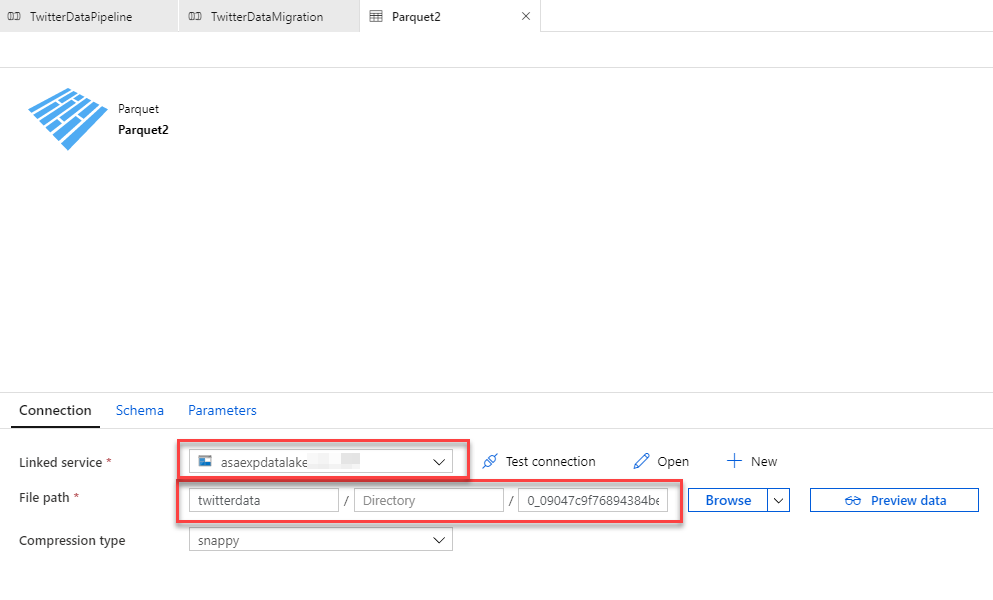 TwitterDataPipeline TwitterDataMigration Parquet2
Parquet
Parquet2
Connection Schema Parameters
Linked service * asaexpdatalake Test connection Open New
File path * twitterdata / Directory / 0_09047c9f76894384be Browse Preview data
Compression type snappy